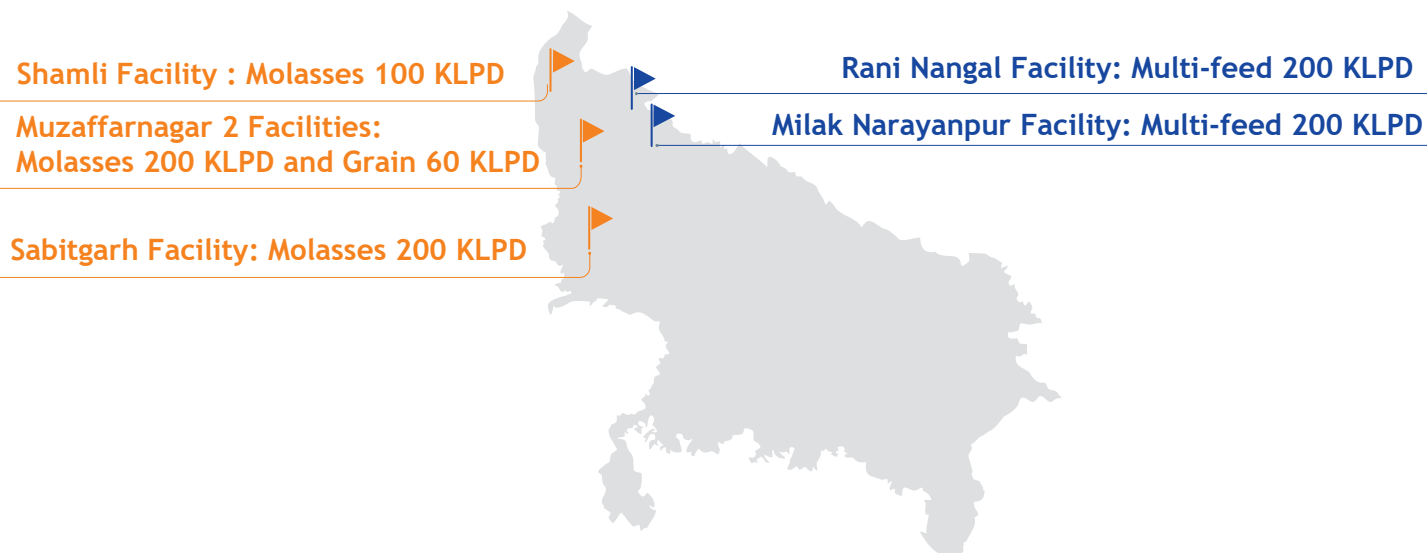 Shamli Facility : Molasses 100 KLPD
Muzaffarnagar 2 Facilities:
Molasses 200 KLPD and Grain 60 KLPD
Sabitgarh Facility: Molasses 200 KLPD
Rani Nangal Facility: Multi-feed 200 KLPD
Milak Narayanpur Facility: Multi-feed 200 KLPD